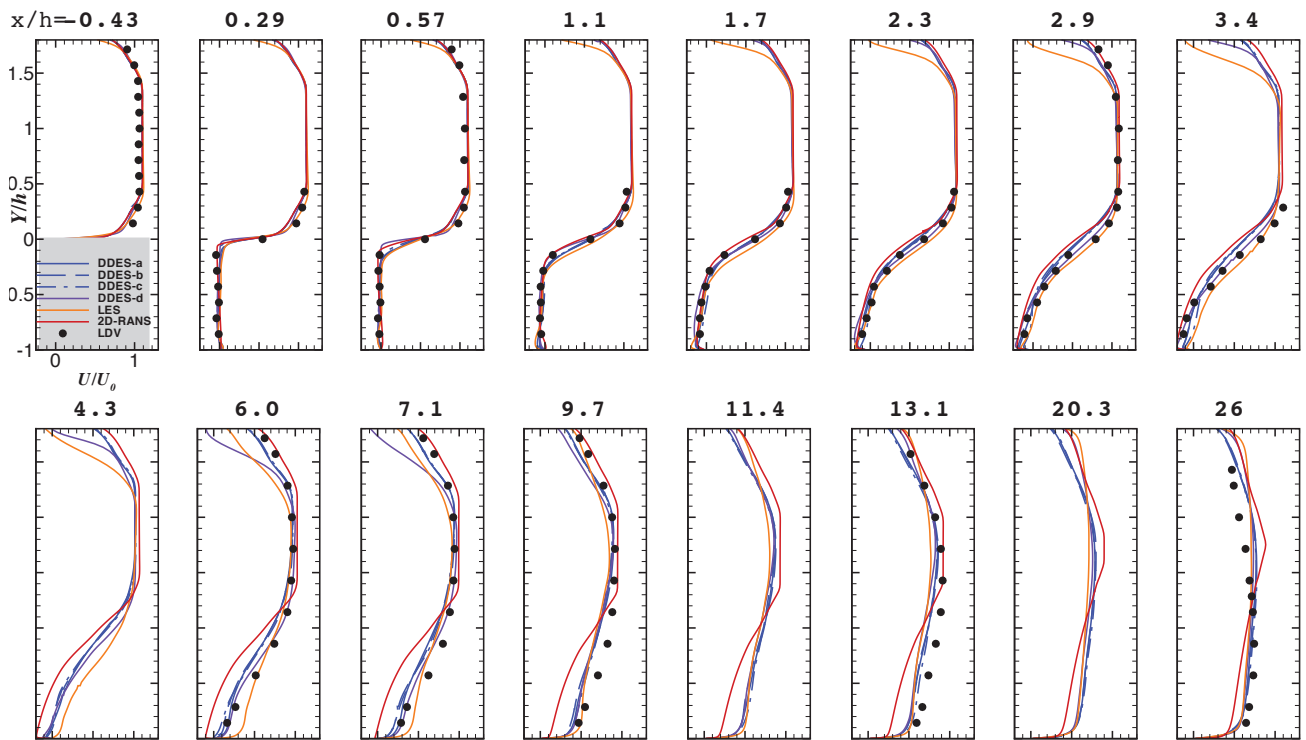 x/h=-0.43 0.29 0.57 1.1 1.7 2.3 2.9 3.4
1.5
1
0.5
Y/h
0
DDES-a
DDES-b
DDES-c
DDES-d
LES
2D-RANS
LDV
0.5
-1
0 1
U/U0
4.3 6.0 7.1 9.7 11.4 13.1 20.3 26